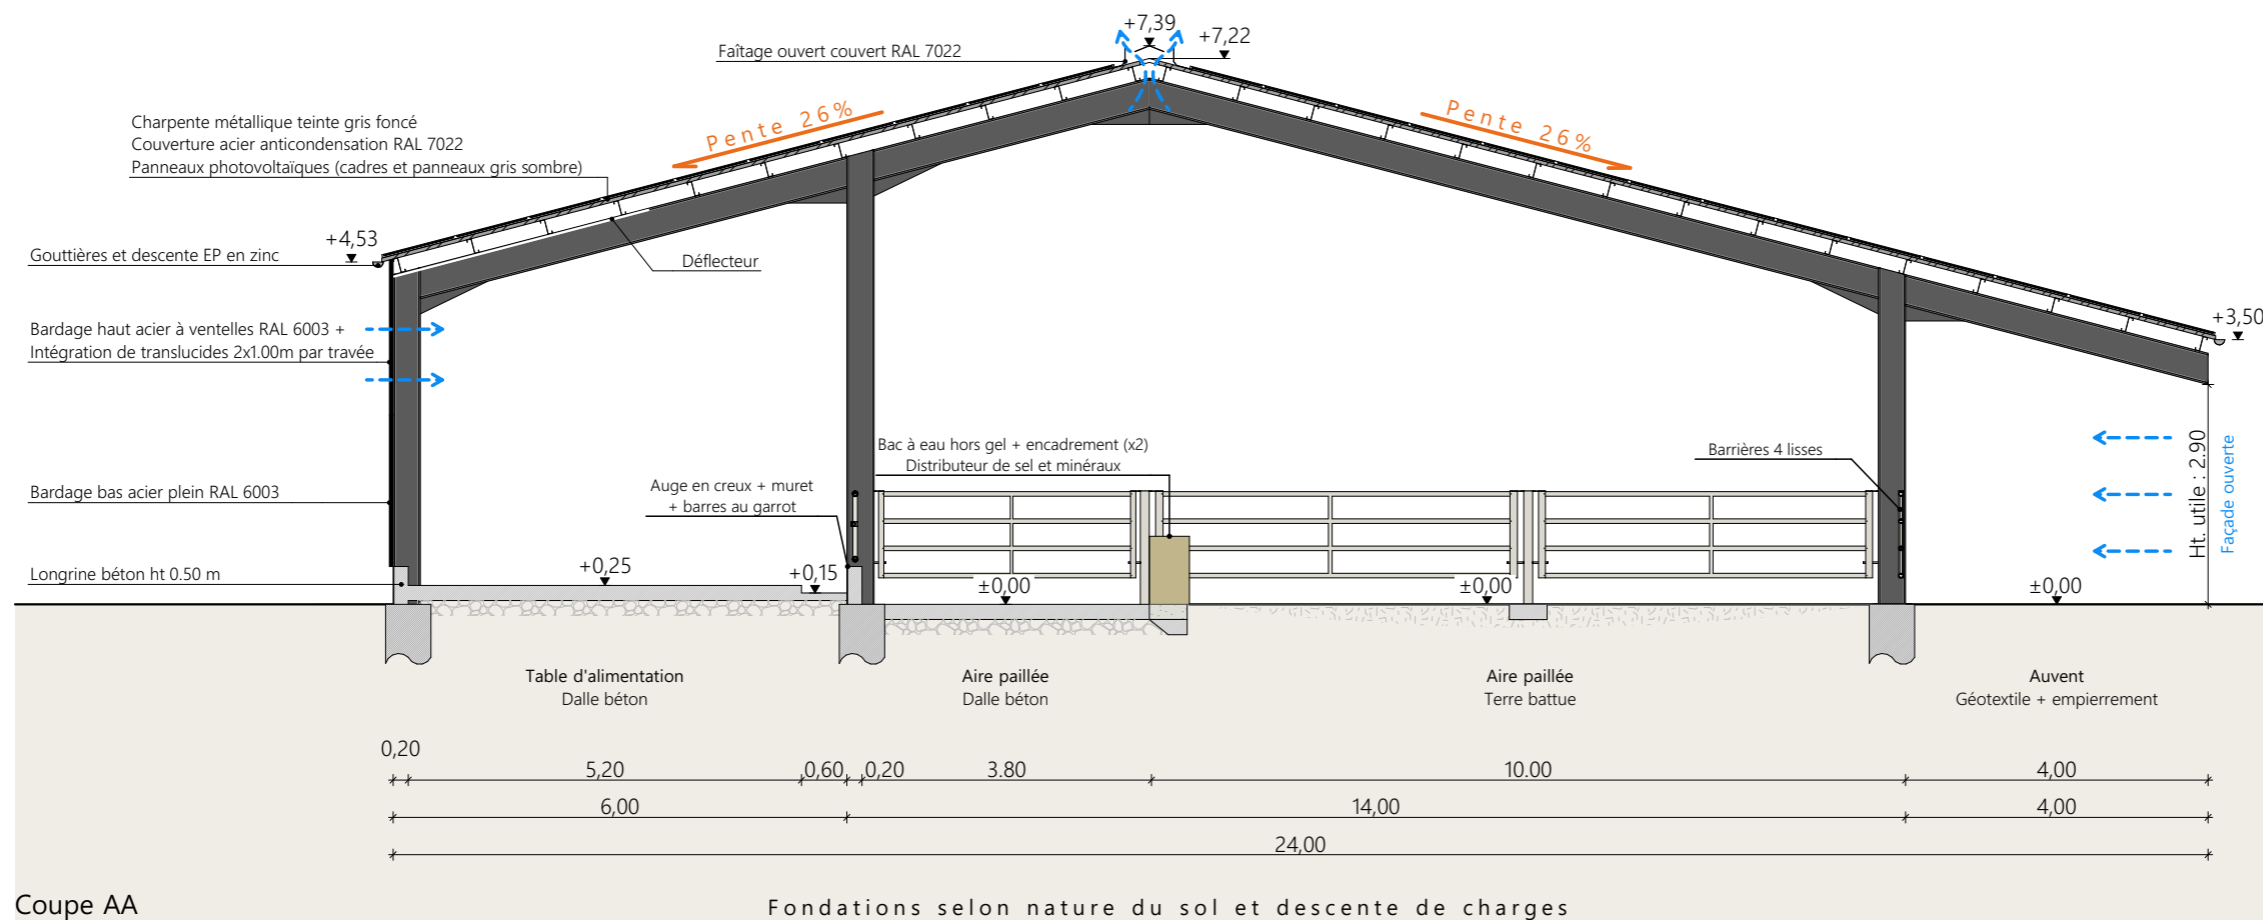 +7,39
+7,22
Faîtage ouvert couvert RAL 7022
Pente 26%
Pente 26%
Charpente métallique teinte gris foncé
Couverture acier anticondensation RAL 7022
Panneaux photovoltaïques (cadres et panneaux gris sombre)
+4,53
Gouttières et descente EP en zinc
Déflecteur
+3,50
Bardage haut acier à ventelles RAL 6003 +
Intégration de translucides 2x1.00m par travée
Bac à eau hors gel + encadrement (x2)
Distributeur de sel et minéraux
Barrières 4 lisses
Ht. utile : 2.90
Façade ouverte
Bardage bas acier plein RAL 6003
Auge en creux + muret
+ barres au garrot
Longrine béton ht 0.50 m
+0,25
+0,15
±0,00
±0,00
±0,00
Table d'alimentation
Dalle béton
Aire paillée
Dalle béton
Aire paillée
Terre battue
Auvent
Géotextile + empierrement
0,20
5,20
0,60
0,20
3.80
10.00
4,00
6,00
14,00
4,00
24,00
Coupe AA
Fondations selon nature du sol et descente de charges